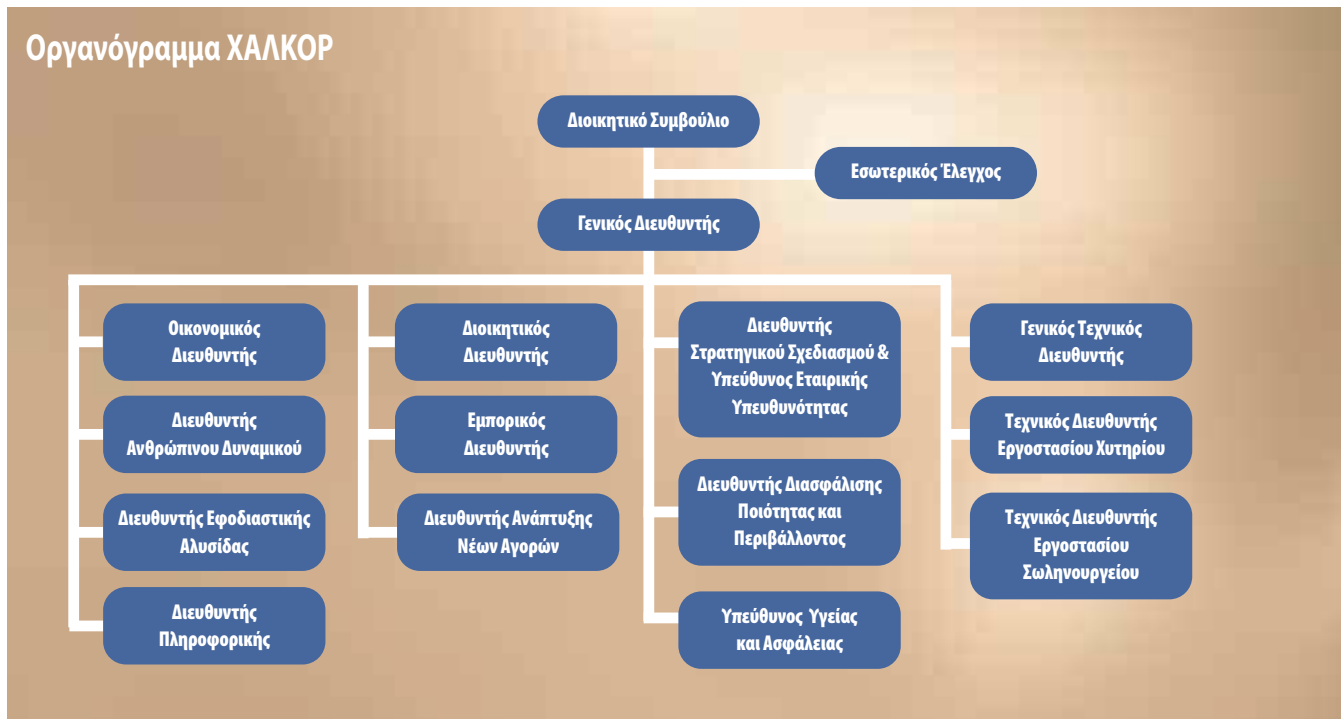 Οργανόγραμμα ΧΑΛΚΟΡ
Διοικητικό Συμβούλιο
Εσωτερικός Έλεγχος
Γενικός Διευθυντής
Οικονομικός
Διευθυντής
Διευθυντής
Ανθρώπινου Δυναμικού
Διευθυντής Εφοδιαστικής
Αλυσίδας
Διευθυντής
Πληροφορικής
Διοικητικός
Διευθυντής
Εμπορικός
Διευθυντής
Διευθυντής Ανάπτυξης
Νέων Αγορών
Διευθυντής
Στρατηγικού Σχεδιασμού &
Υπεύθυνος Εταιρικής
Υπευθυνότητας
Διευθυντής Διασφάλισης
Ποιότητας και
Περιβάλλοντος
Υπεύθυνος Υγείας
και Ασφάλειας
Γενικός Τεχνικός
Διευθυντής
Τεχνικός Διευθυντής
Εργοστασίου Χυτηρίου
Τεχνικός Διευθυντής
Εργοστασίου
Σωληνουργείου